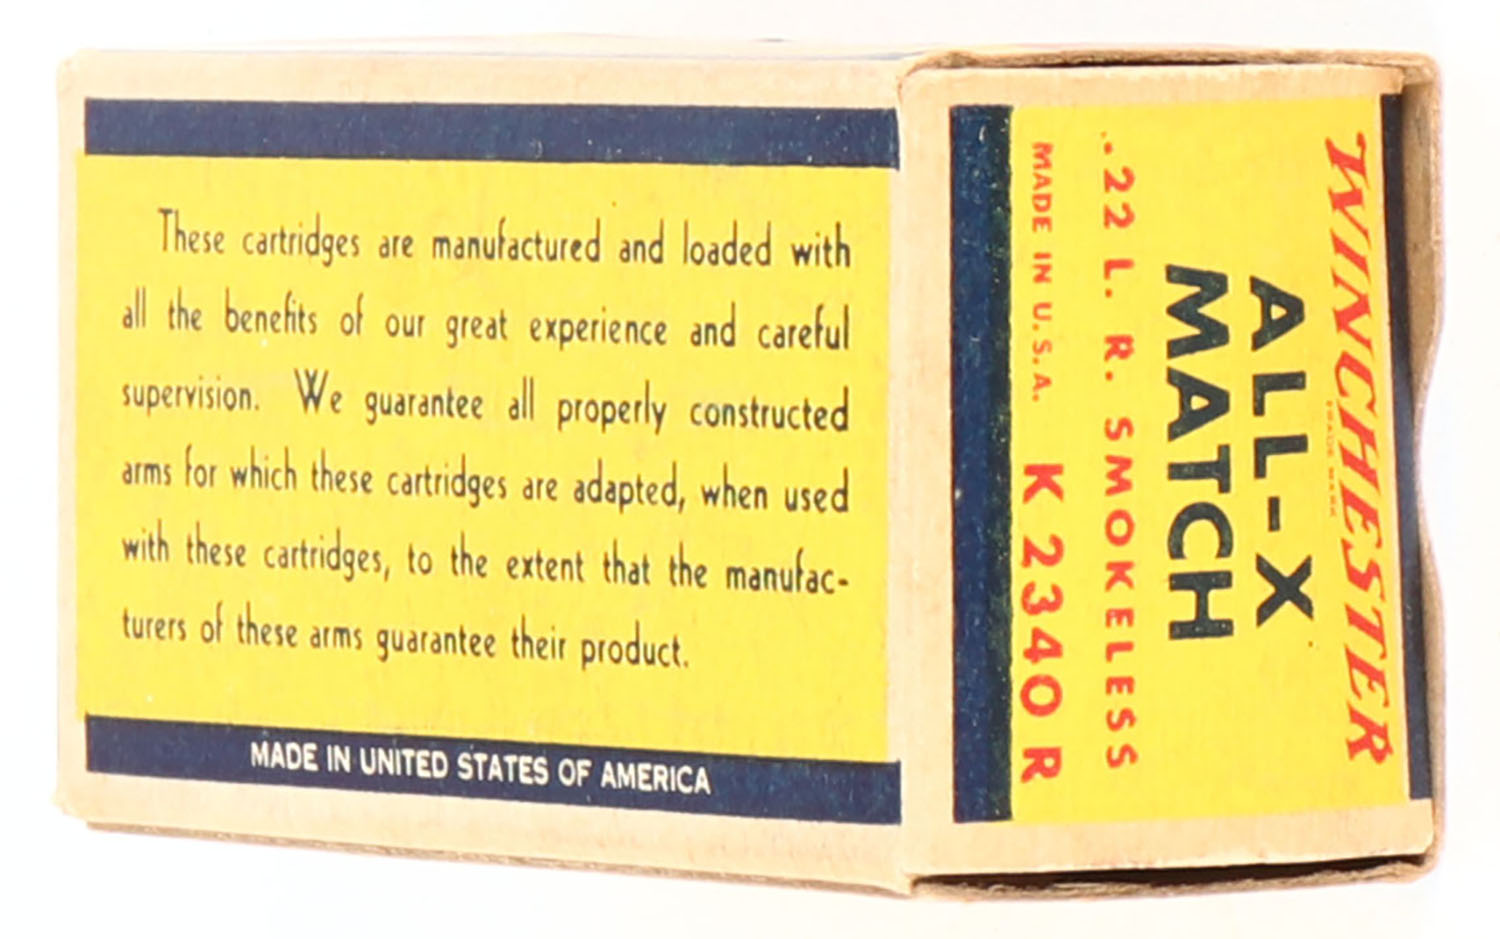 These cartridges are manufactured and loaded with
all the benefits of our great experience and careful
supervision. We guarantee all properly constructed
arms for which these cartridges are adapted, when used
with these cartridges, to the extent that the manufac-
turers of these arms guarantee their product.
MADE IN UNITED STATES OF AMERICA
WINCHESTER
TRADE MARK
ALL-X
MATCH
.22 L. R. SMOKELESS
MADE IN U.S.A. K 2340 R